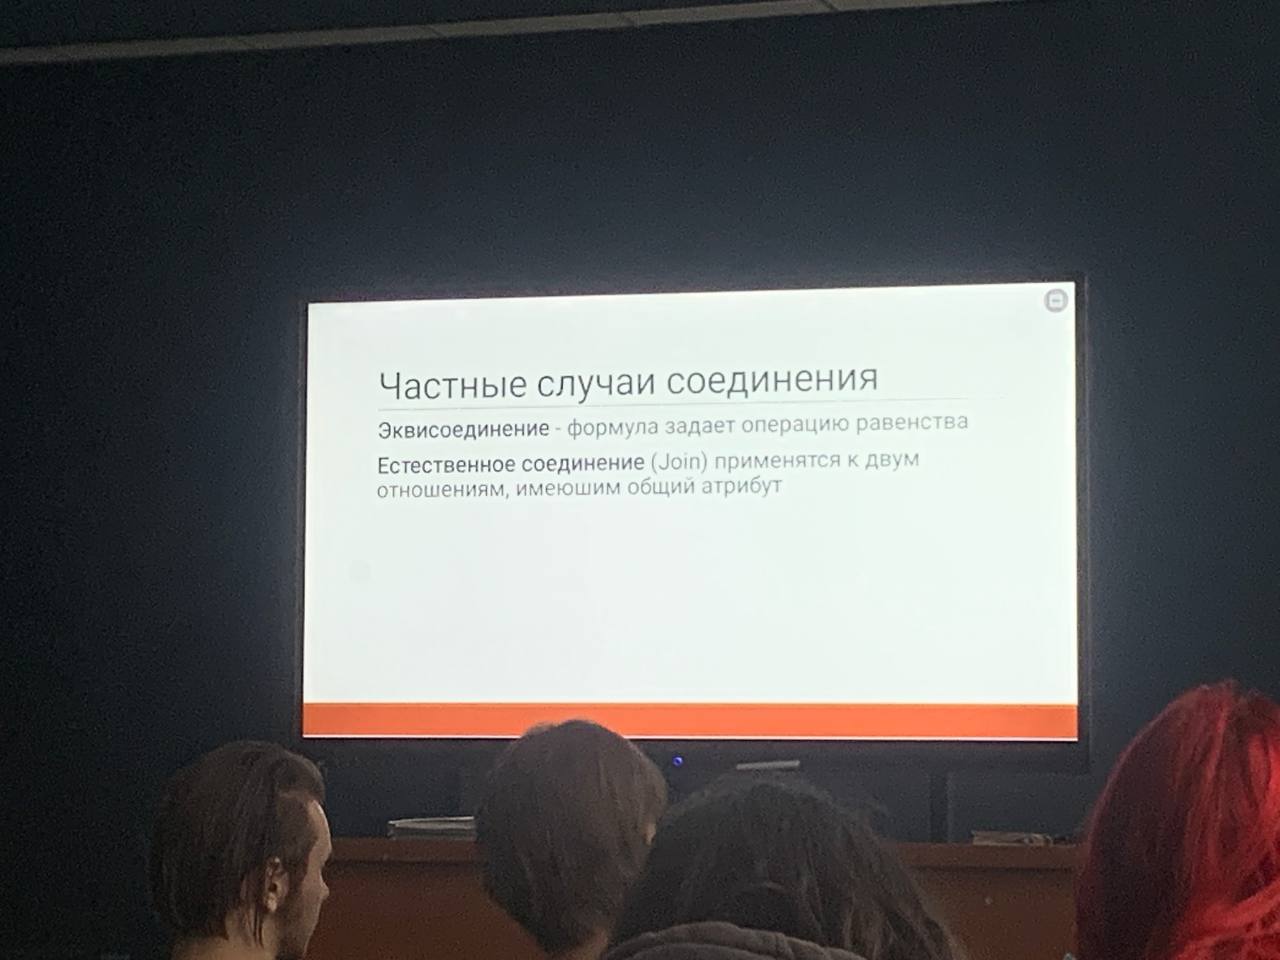 Частные случаи соединения
Эквисоединение - формула задает операцию равенства
Естественное соединение (Join) применятся к двум
отношениям, имеюшим общий атрибут